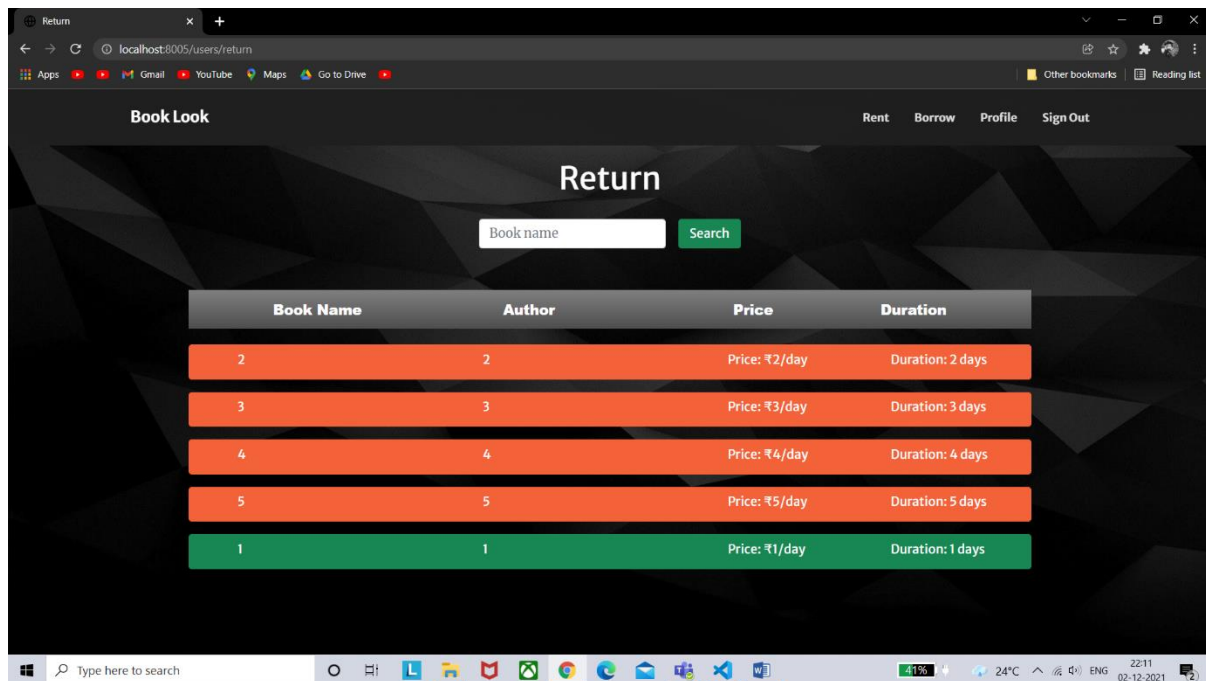 Return
localhost:8005/users/return
Apps Gmail YouTube Maps Go to Drive Other bookmarks Reading list
Book Look Rent Borrow Profile Sign Out
Return
Book name Search
Book Name Author Price Duration
2 2 Price: ₹2/day Duration: 2 days
3 3 Price: ₹3/day Duration: 3 days
4 4 Price: ₹4/day Duration: 4 days
5 5 Price: ₹5/day Duration: 5 days
1 1 Price: ₹1/day Duration: 1 days
Type here to search L W 41% 24°C ENG 22:11
02-12-2021 2